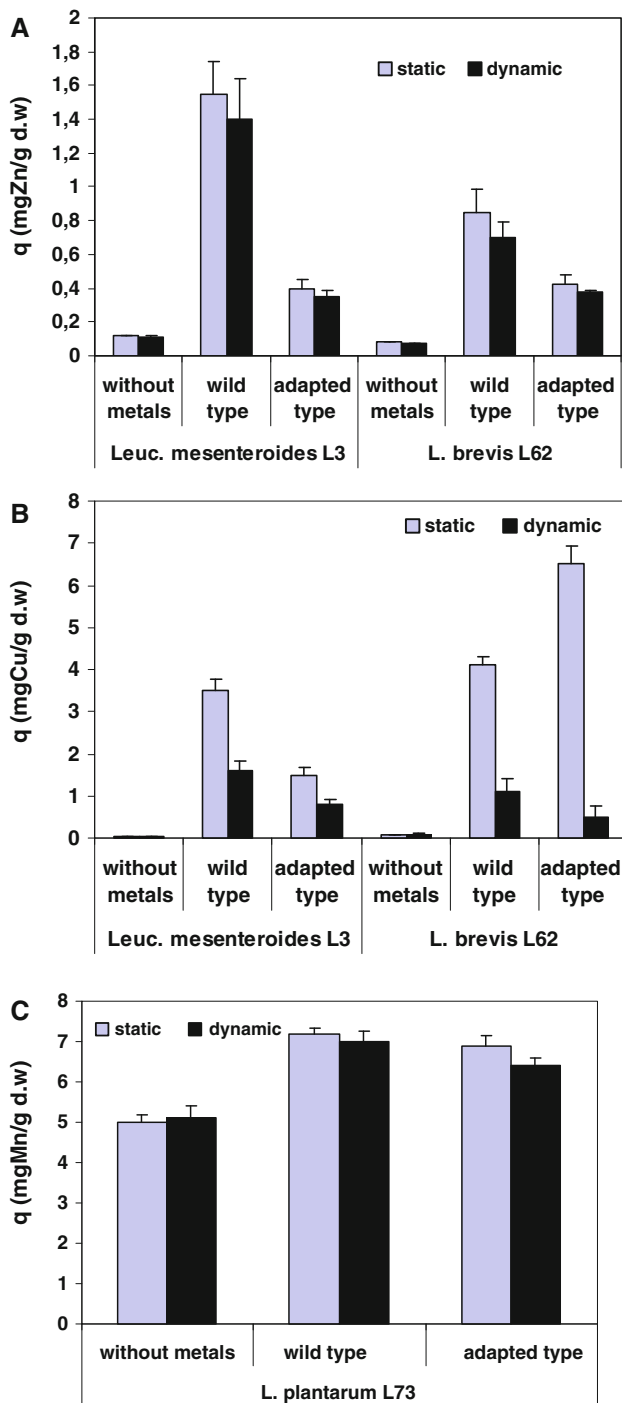 A
q (mgZn/g d.w)
2
1,8
1,6
1,4
1,2
1
0,8
0,6
0,4
0,2
0
static dynamic
without metals wild type adapted type without metals wild type adapted type
Leuc. mesenteroides L3 L. brevis L62
B
q (mgCu/g d.w)
8
7
6
5
4
3
2
1
0
static dynamic
without metals wild type adapted type without metals wild type adapted type
Leuc. mesenteroides L3 L. brevis L62
C
q (mgMn/g d.w)
8
7
6
5
4
3
2
1
0
static dynamic
without metals wild type adapted type
L. plantarum L73